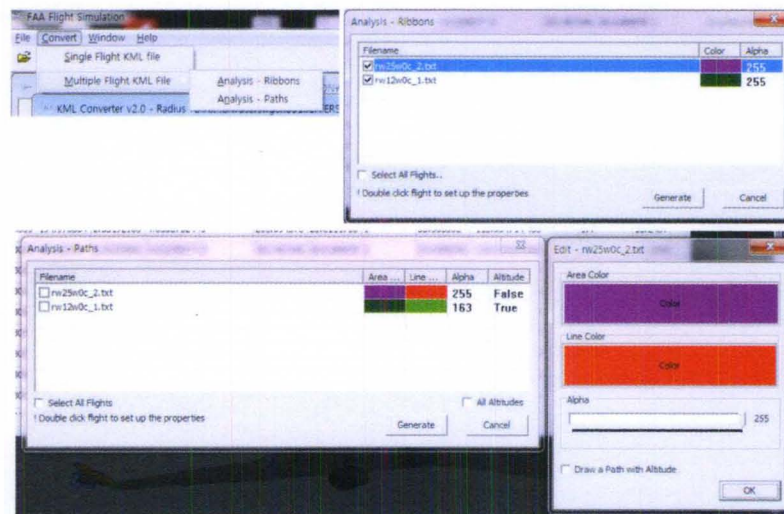 FAA Flight Simulation
File Convert Window Help
Single Flight KML file
Multiple Flight KML File
Analysis - Ribbons
Analysis - Paths
KML Converter v2.0 - Radius
Analysis - Ribbons
Filename Color Alpha
rw25w0c_2.txt 255
rw12w0c_1.txt 255
Select All Flights..
! Double click flight to set up the properties
Generate Cancel
Analysis - Paths
Filename Area ... Line ... Alpha Altitude
rw25w0c_2.txt 255 False
rw12w0c_1.txt 163 True
Select All Flights All Altitudes
! Double click flight to set up the properties
Generate Cancel
Edit - rw25w0c_2.txt
Area Color
Color
Line Color
Color
Alpha
255
Draw a Path with Altitude
OK